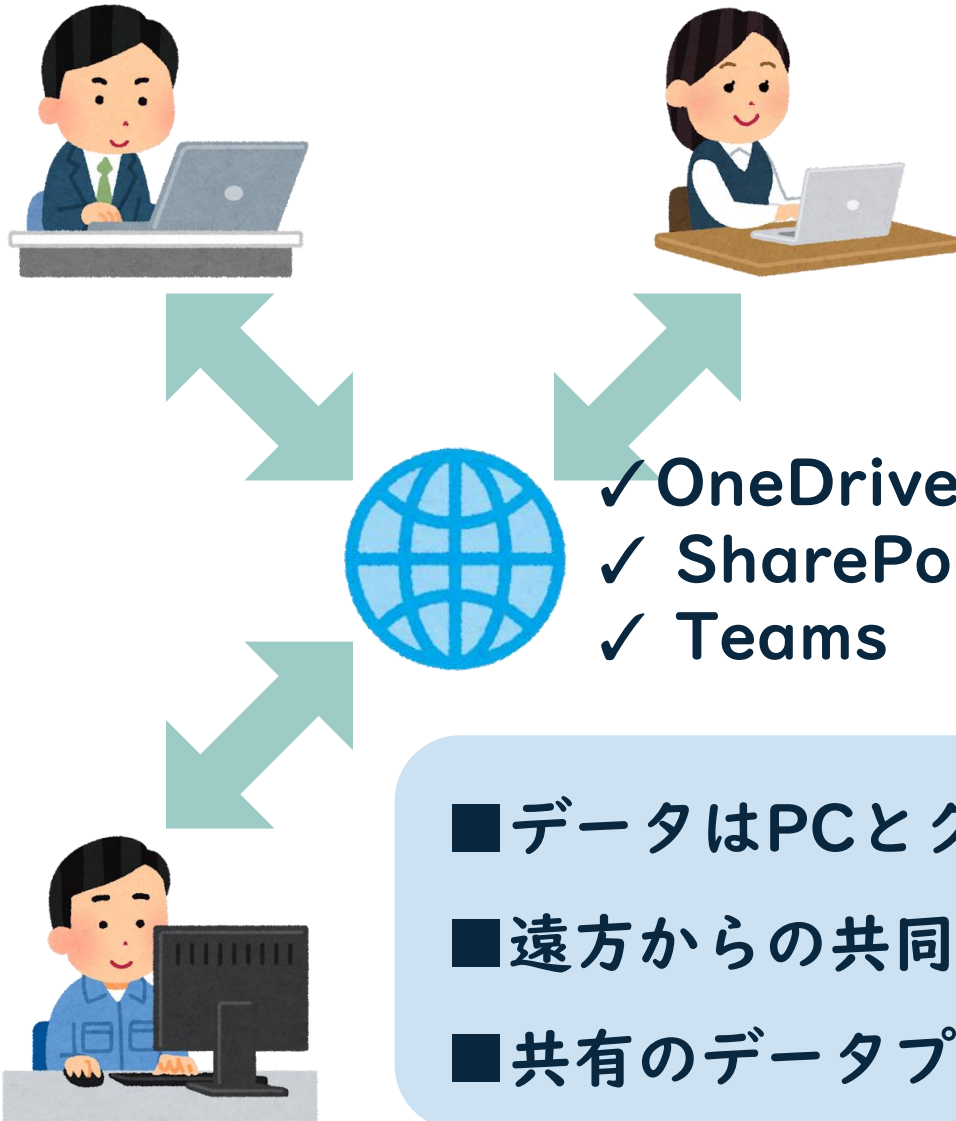 ✓OneDrive
✓ SharePo
✓ Teams
■データはPCとク
■遠方からの共同
■共有のデータプ